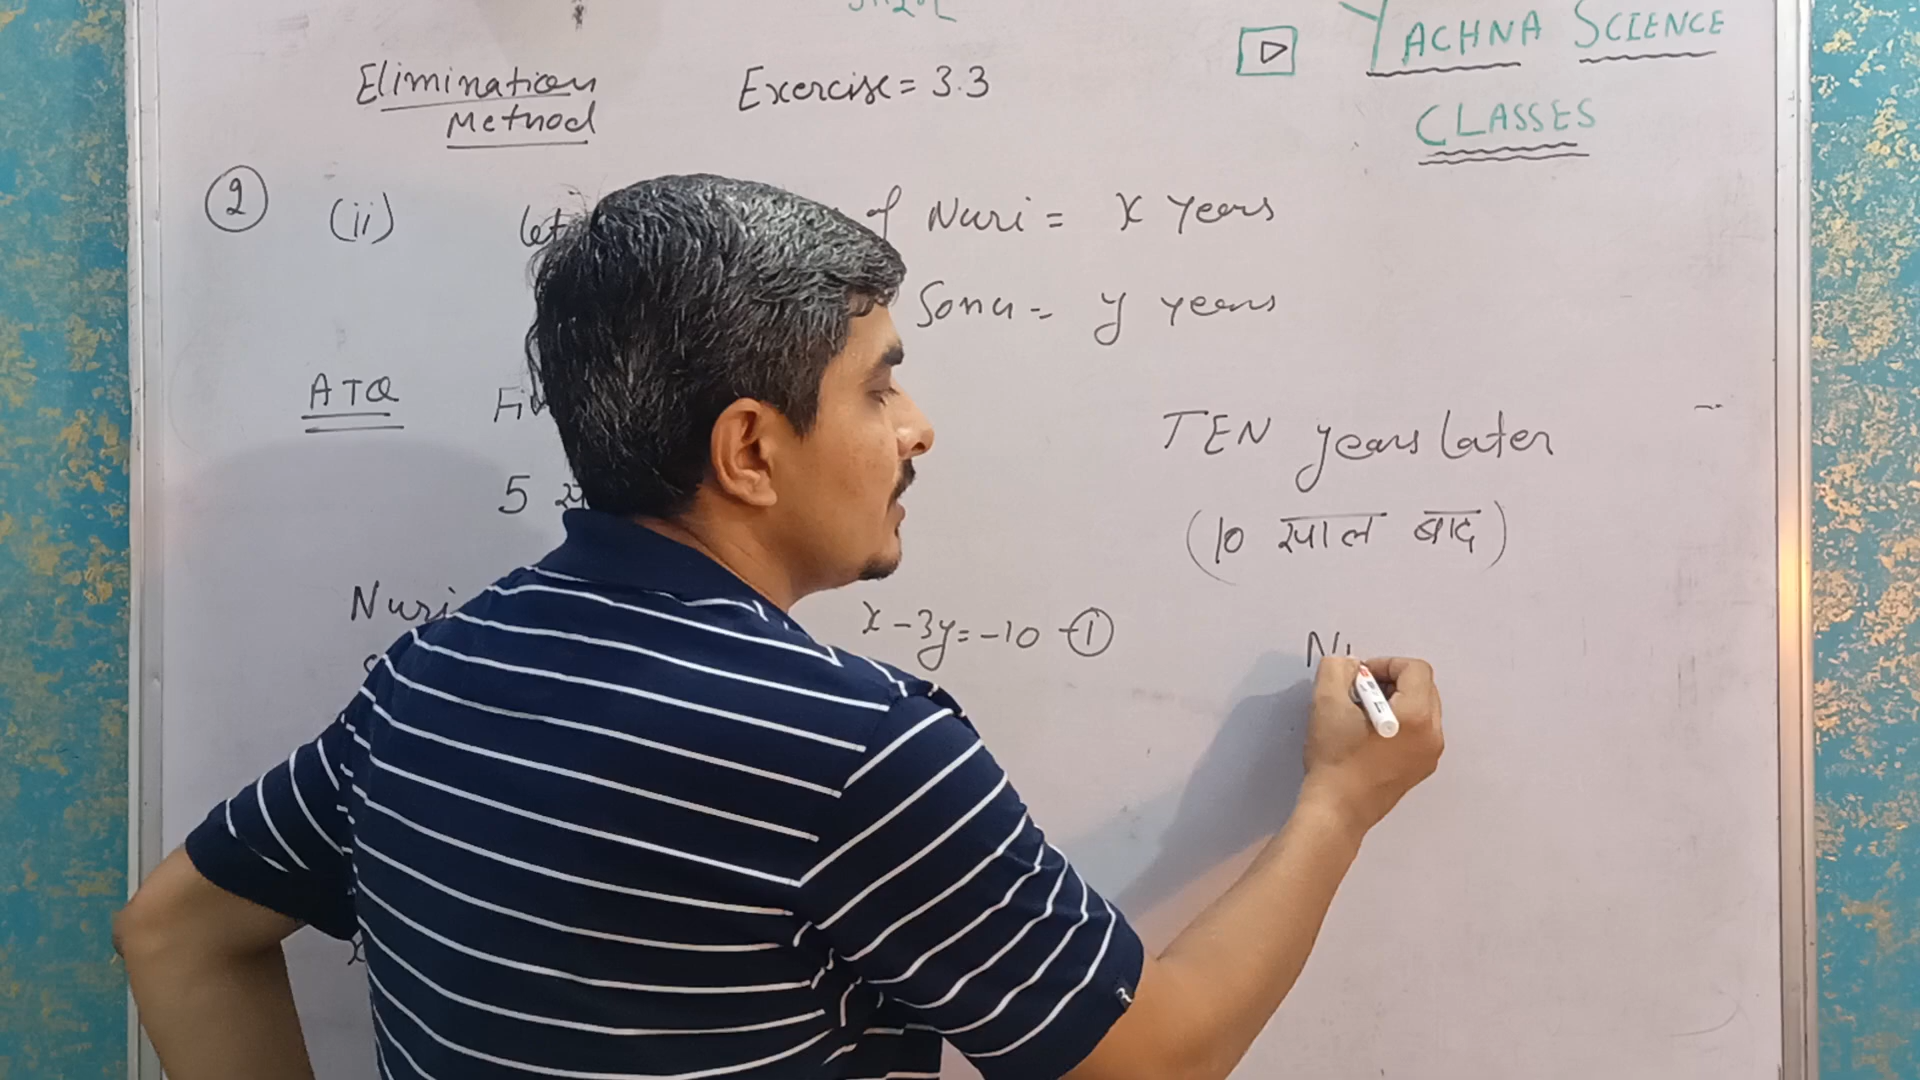 YACHNA SCIENCE
CLASSES
Elimination
Method
Exercise = 3.3
2 (ii) let of Nuri = x years
Sonu = y years
ATQ
TEN years later
5
(10 साल बाद)
Nuri
x - 3y = -10 - 1